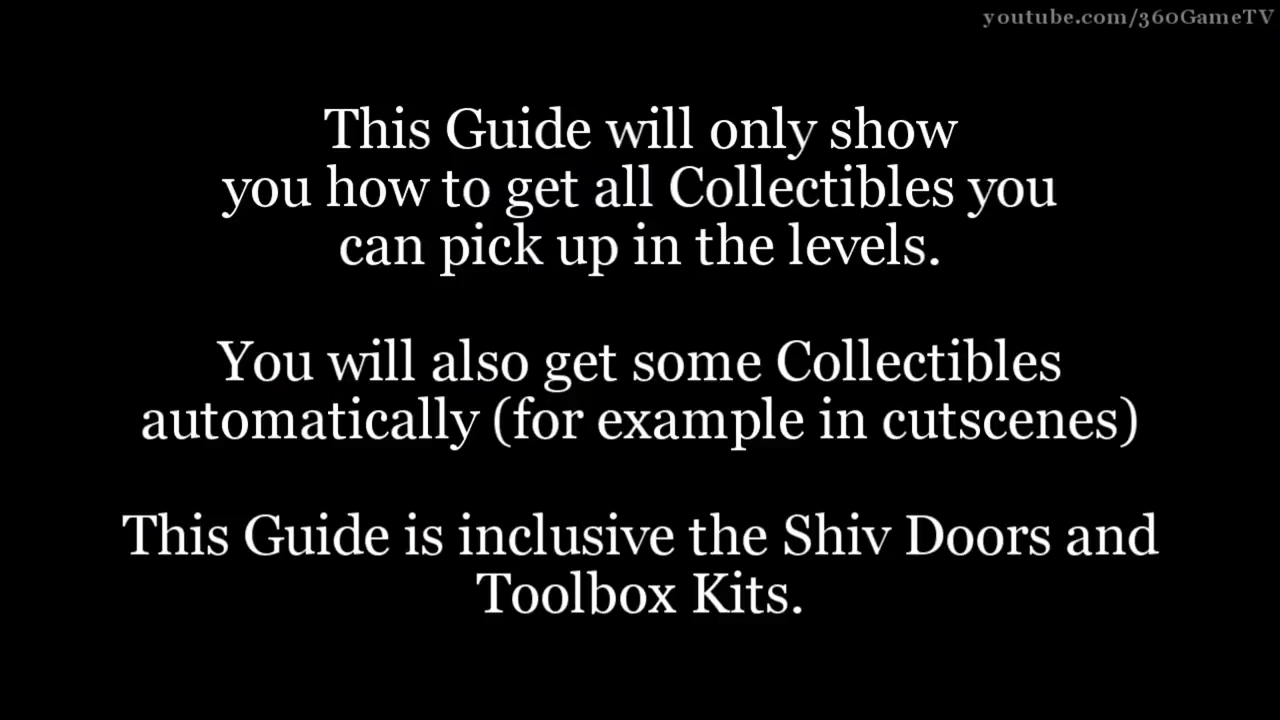 youtube.com/360GameTV
This Guide will only show
you how to get all Collectibles you
can pick up in the levels.
You will also get some Collectibles
automatically (for example in cutscenes)
This Guide is inclusive the Shiv Doors and
Toolbox Kits.